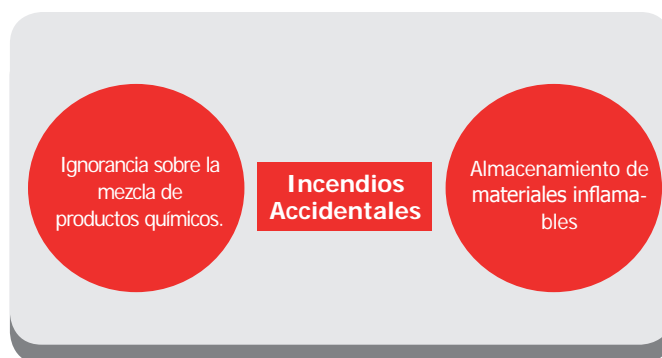 Ignorancia sobre la
mezcla de
productos químicos.
Incendios
Accidentales
Almacenamiento de
materiales inflama-
bles